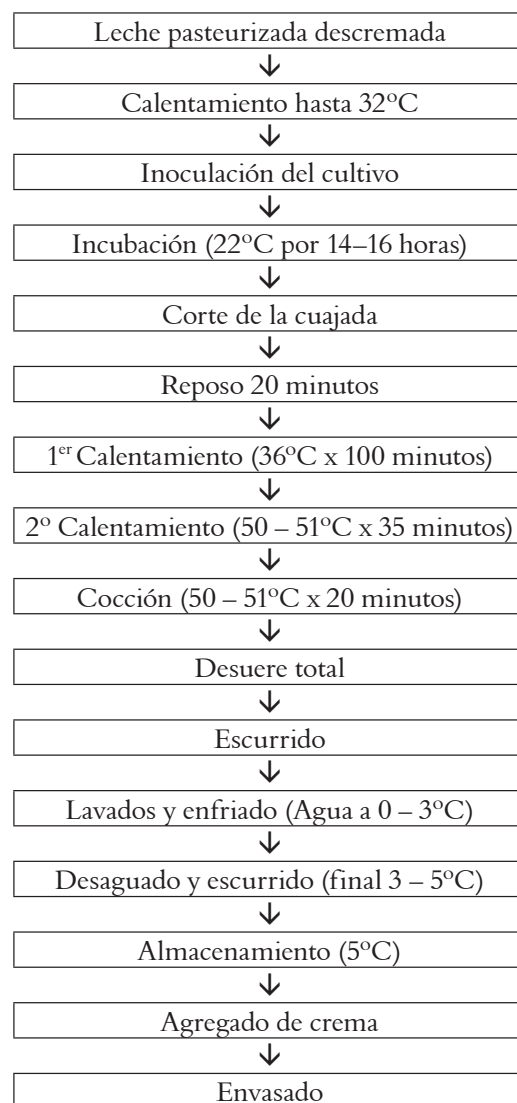 Leche pasteurizada descremada
Calentamiento hasta 32ºC
Inoculación del cultivo
Incubación (22ºC por 14–16 horas)
Corte de la cuajada
Reposo 20 minutos
1er Calentamiento (36ºC x 100 minutos)
2º Calentamiento (50 – 51ºC x 35 minutos)
Cocción (50 – 51ºC x 20 minutos)
Desuere total
Escurrido
Lavados y enfriado (Agua a 0 – 3ºC)
Desaguado y escurrido (final 3 – 5ºC)
Almacenamiento (5ºC)
Agregado de crema
Envasado